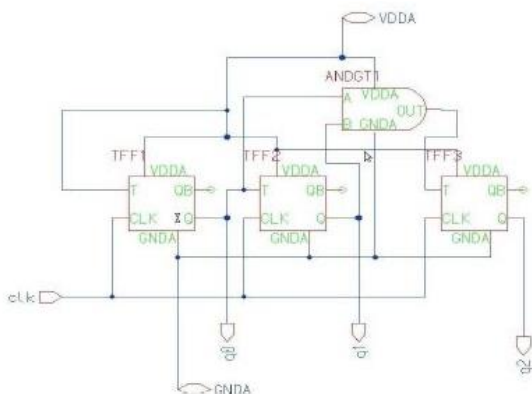 VDDA
ANDGT1
A VDDA
OUT
B GNDA
TFF1
TFF2
TFF3
VDDA
VDDA
VDDA
T QB
T QB
T QB
CLK Q
CLK Q
CLK Q
GNDA
GNDA
GNDA
clk
q0
q1
q2
GNDA